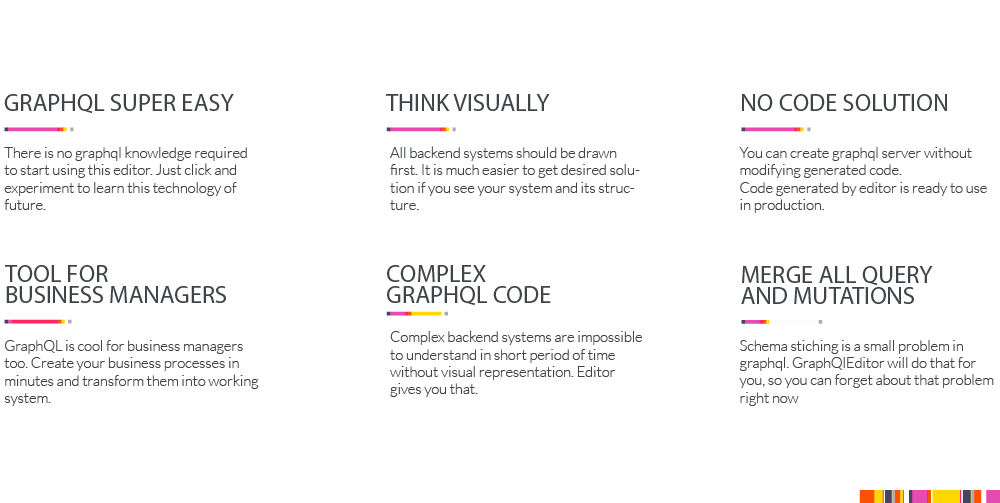 GRAPHQL SUPER EASY
There is no graphql knowledge required
to start using this editor. Just click and
experiment to learn this technology of
future.
THINK VISUALLY
All backend systems should be drawn
first. It is much easier to get desired solu-
tion if you see your system and its struc-
ture.
NO CODE SOLUTION
You can create graphql server without
modifying generated code.
Code generated by editor is ready to use
in production.
TOOL FOR
BUSINESS MANAGERS
GraphQL is cool for business managers
too. Create your business processes in
minutes and transform them into working
system.
COMPLEX
GRAPHQL CODE
Complex backend systems are impossible
to understand in short period of time
without visual representation. Editor
gives you that.
MERGE ALL QUERY
AND MUTATIONS
Schema stiching is a small problem in
graphql. GraphQlEditor will do that for
you, so you can forget about that problem
right now